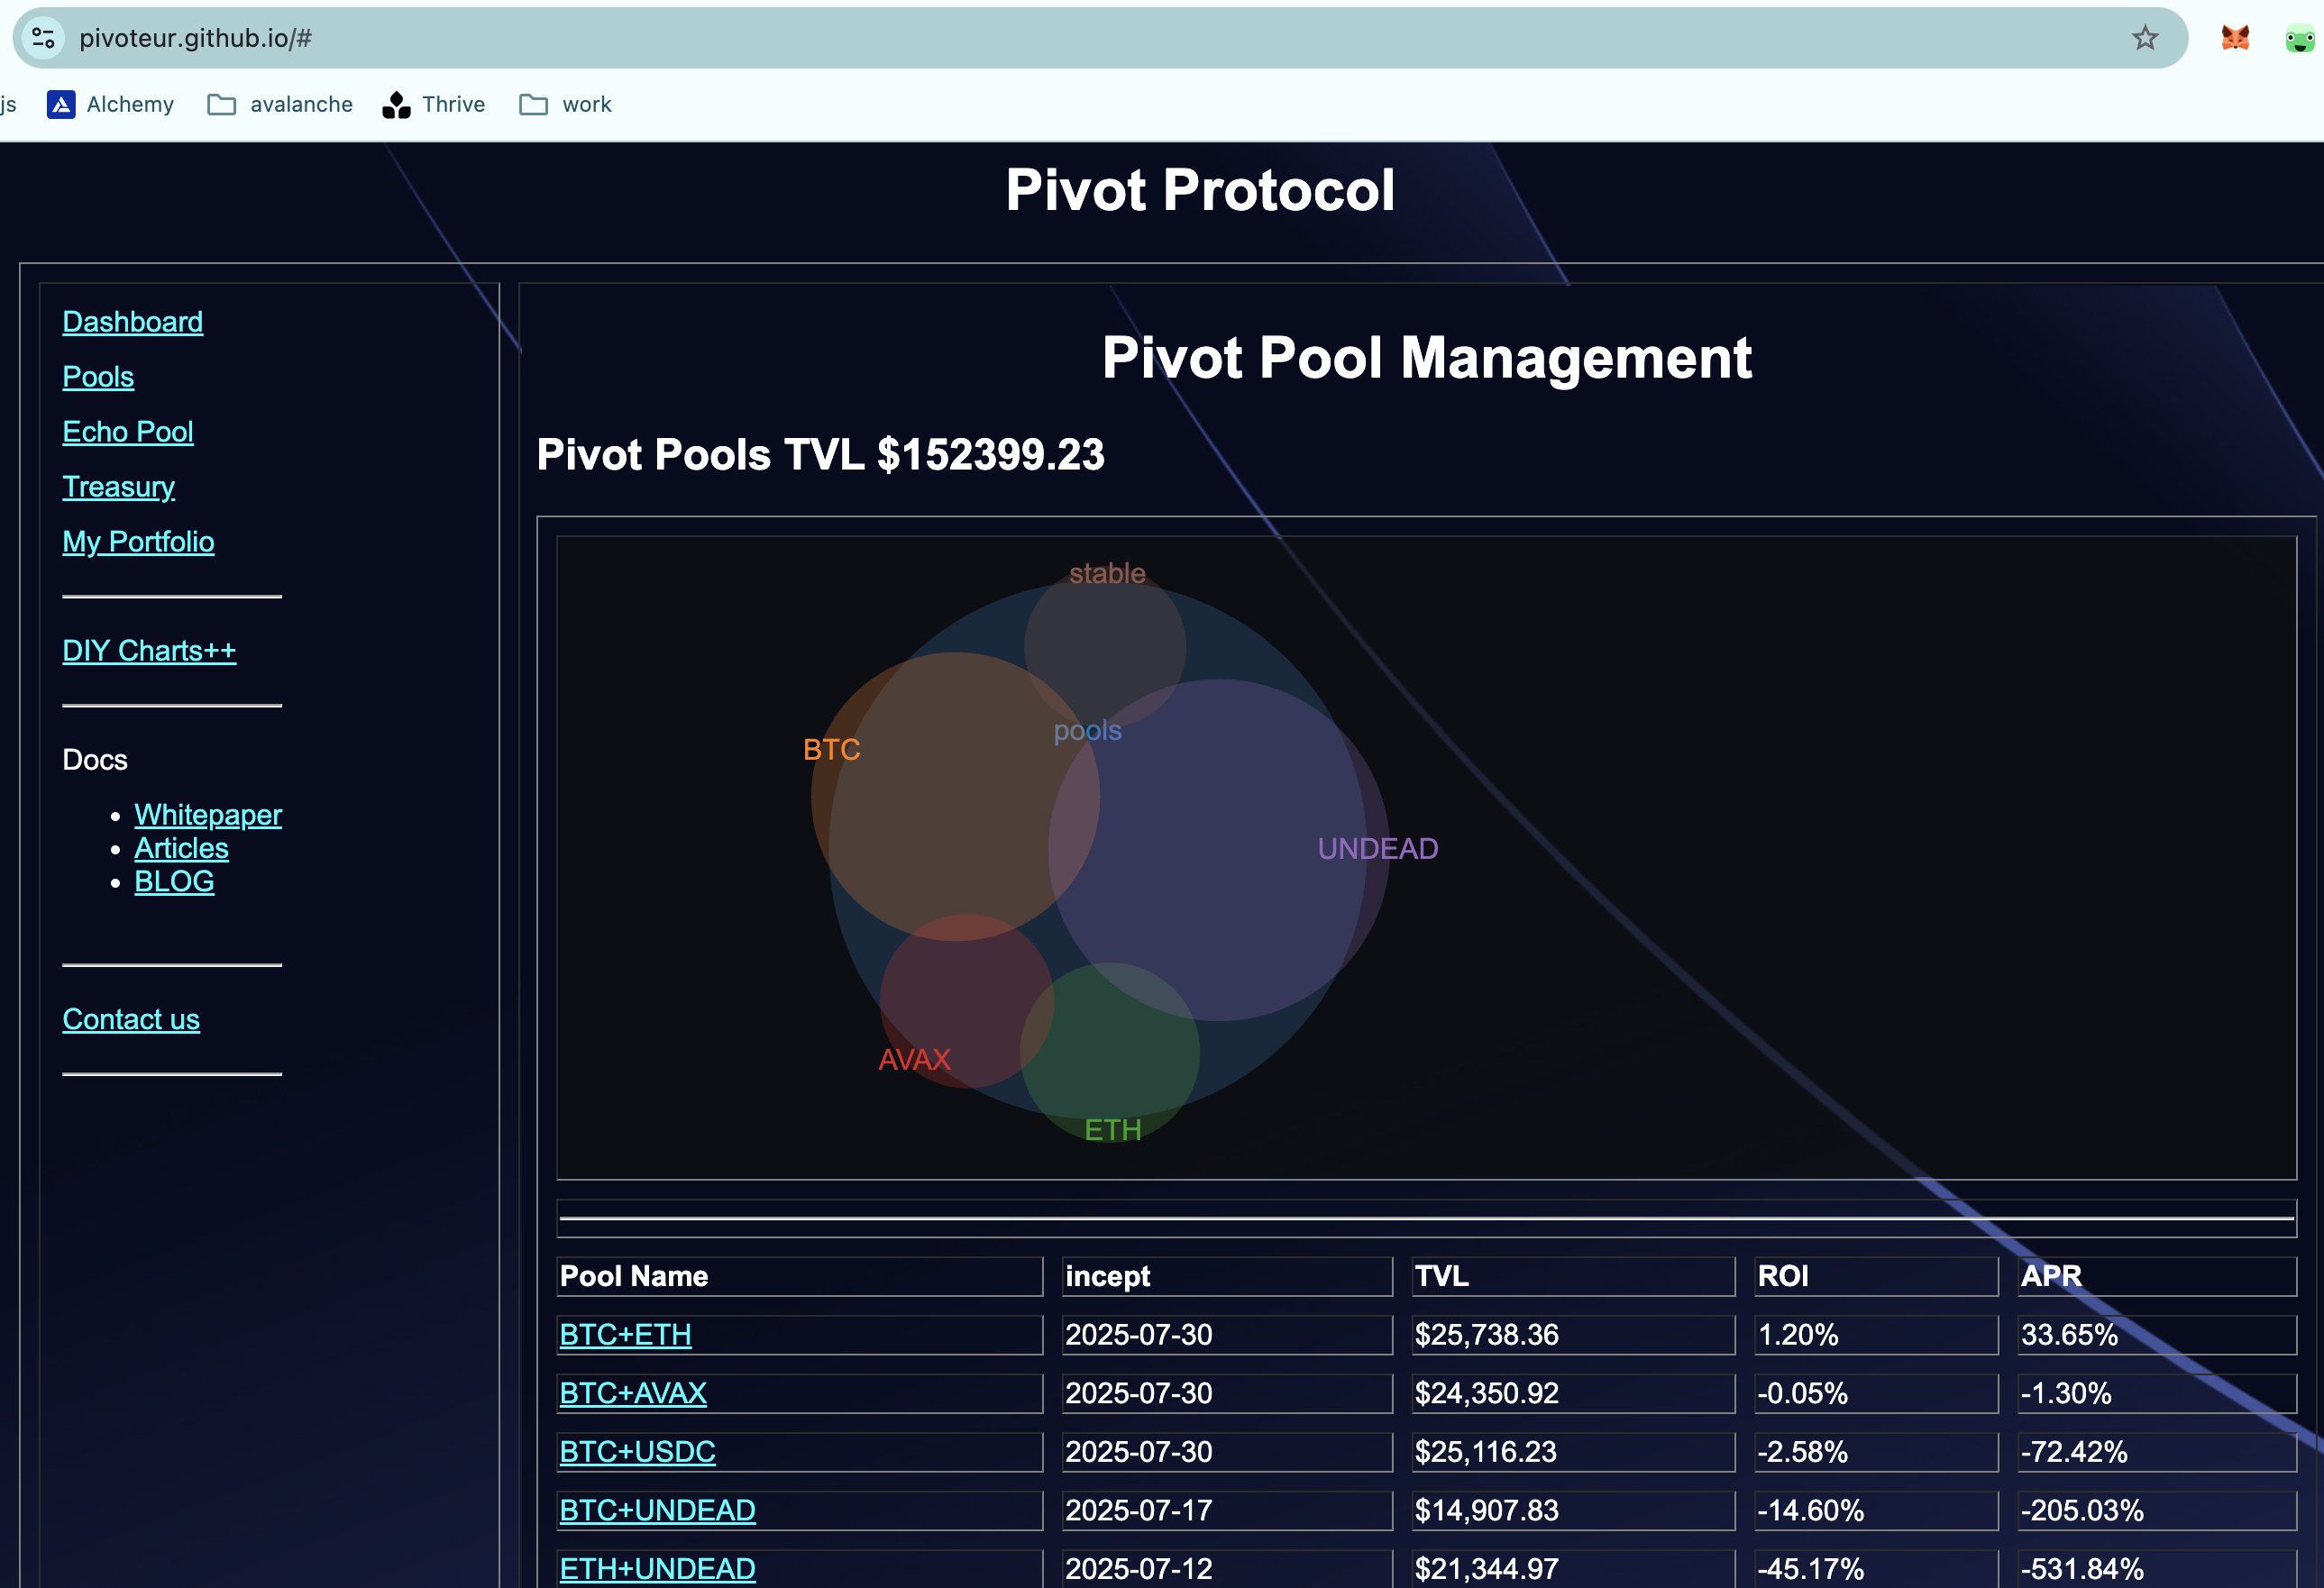 pivoteur.github.io/#
js Alchemy avalanche Thrive work
Pivot Protocol
Dashboard
Pools
Echo Pool
Treasury
My Portfolio
DIY Charts++
Docs
Whitepaper
Articles
BLOG
Contact us
Pivot Pool Management
Pivot Pools TVL $152399.23
stable
pools
BTC
UNDEAD
AVAX
ETH
Pool Name incept TVL ROI APR
BTC+ETH 2025-07-30 $25,738.36 1.20% 33.65%
BTC+AVAX 2025-07-30 $24,350.92 -0.05% -1.30%
BTC+USDC 2025-07-30 $25,116.23 -2.58% -72.42%
BTC+UNDEAD 2025-07-17 $14,907.83 -14.60% -205.03%
ETH+UNDEAD 2025-07-12 $21,344.97 -45.17% -531.84%